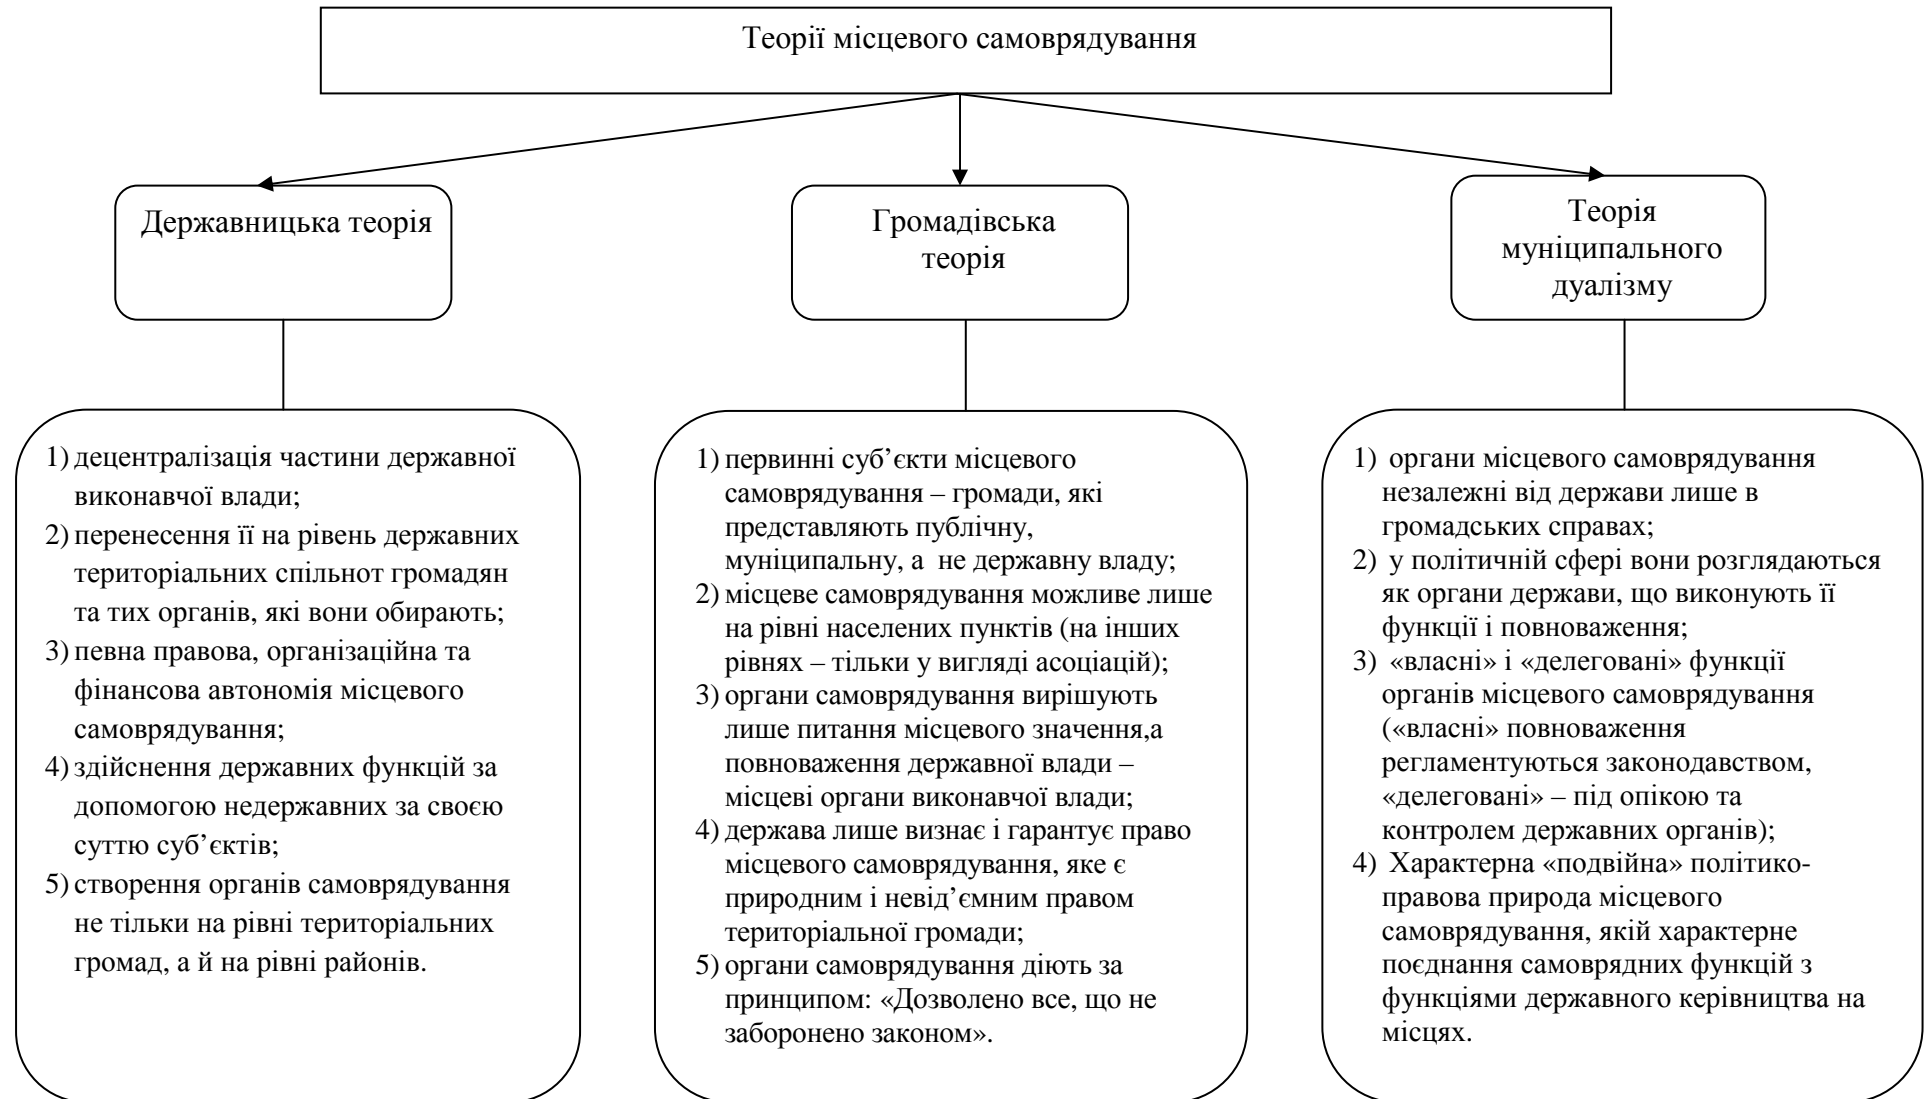 Теорії місцевого самоврядування
Державницька теорія
Громадівська
теорія
Теорія
муніципального
дуалізму
1) децентралізація частини державної
виконавчої влади;
2) перенесення її на рівень державних
територіальних спільнот громадян
та тих органів, які вони обирають;
3) певна правова, організаційна та
фінансова автономія місцевого
самоврядування;
4) здійснення державних функцій за
допомогою недержавних за своєю
суттю суб’єктів;
5) створення органів самоврядування
не тільки на рівні територіальних
громад, а й на рівні районів.
1) первинні суб’єкти місцевого
самоврядування – громади, які
представляють публічну,
муніципальну, а не державну владу;
2) місцеве самоврядування можливе лише
на рівні населених пунктів (на інших
рівнях – тільки у вигляді асоціацій);
3) органи самоврядування вирішують
лише питання місцевого значення,а
повноваження державної влади –
місцеві органи виконавчої влади;
4) держава лише визнає і гарантує право
місцевого самоврядування, яке є
природним і невід’ємним правом
територіальної громади;
5) органи самоврядування діють за
принципом: «Дозволено все, що не
заборонено законом».
1) органи місцевого самоврядування
незалежні від держави лише в
громадських справах;
2) у політичній сфері вони розглядаються
як органи держави, що виконують її
функції і повноваження;
3) «власні» і «делеговані» функції
органів місцевого самоврядування
(«власні» повноваження
регламентуються законодавством,
«делеговані» – під опікою та
контролем державних органів);
4) Характерна «подвійна» політико-
правова природа місцевого
самоврядування, якій характерне
поєднання самоврядних функцій з
функціями державного керівництва на
місцях.